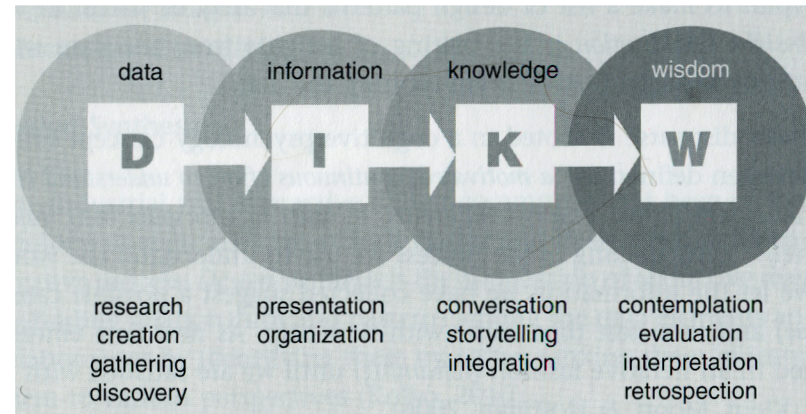 data
information
knowledge
wisdom
D
I
K
W
research
creation
gathering
discovery
presentation
organization
conversation
storytelling
integration
contemplation
evaluation
interpretation
retrospection